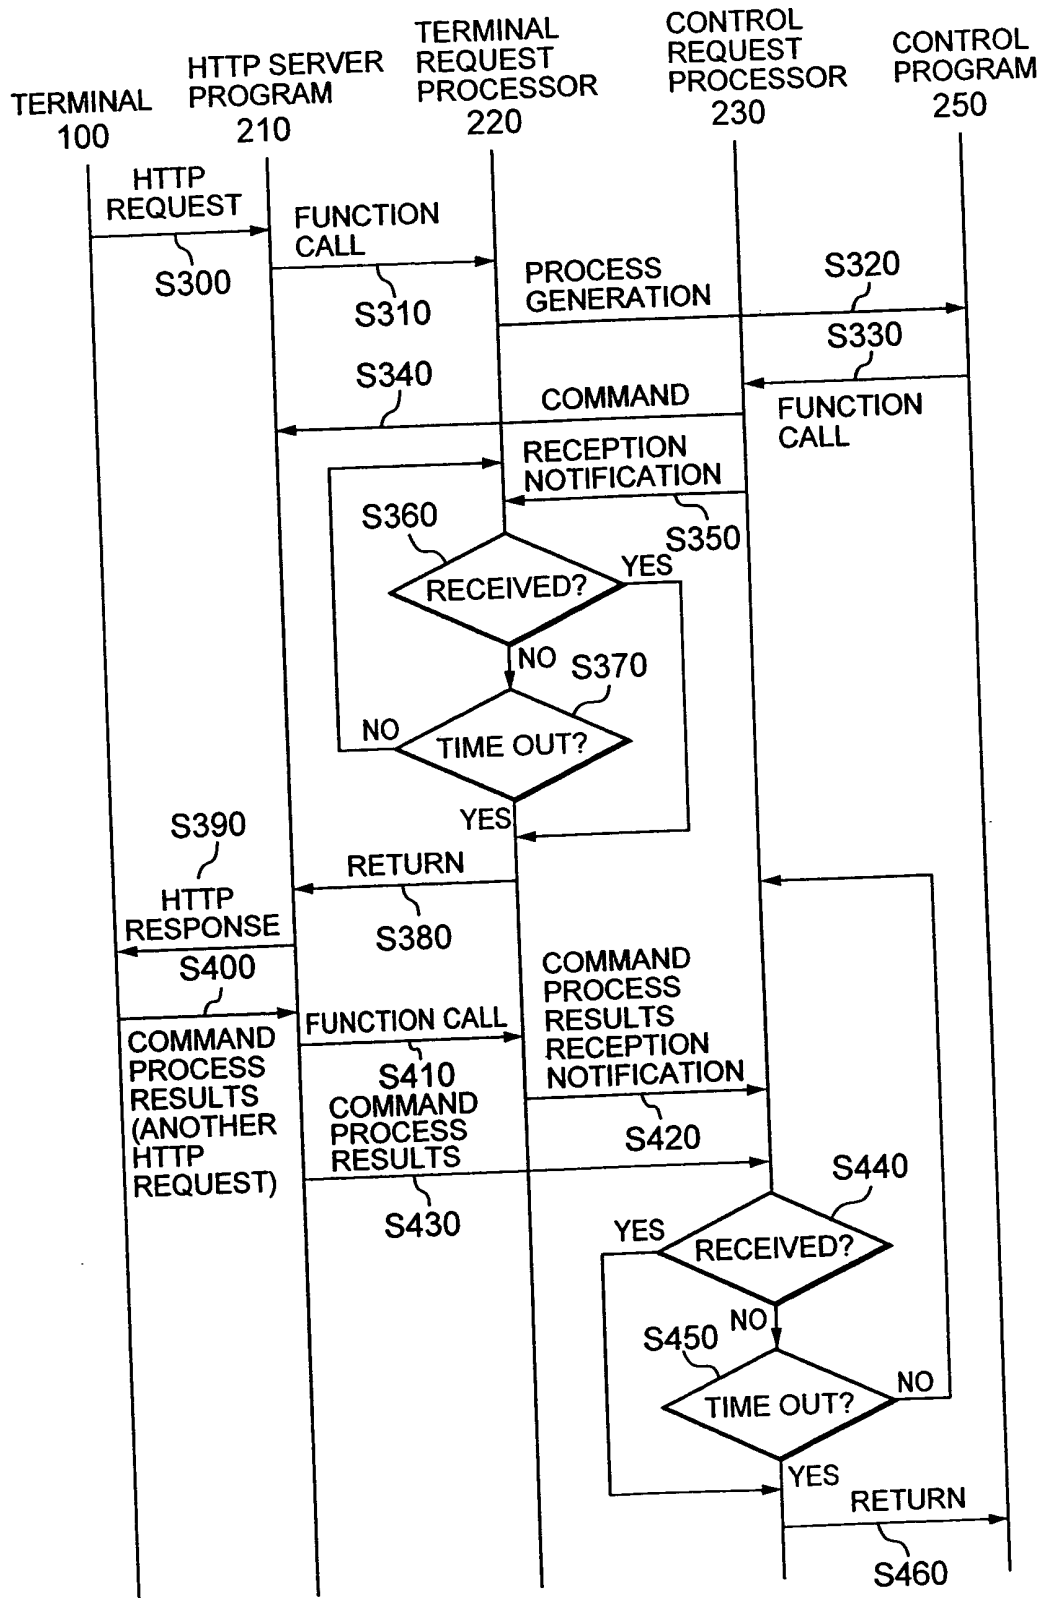 TERMINAL
100
HTTP SERVER
PROGRAM
210
TERMINAL
REQUEST
PROCESSOR
220
CONTROL
REQUEST
PROCESSOR
230
CONTROL
PROGRAM
250
HTTP
REQUEST
S300
FUNCTION
CALL
S310
PROCESS
GENERATION
S320
S330
FUNCTION
CALL
S340
COMMAND
RECEPTION
NOTIFICATION
S350
S360
RECEIVED?
YES
NO
S370
TIME OUT?
NO
YES
RETURN
S380
S390
HTTP
RESPONSE
S400
COMMAND
PROCESS
RESULTS
(ANOTHER
HTTP
REQUEST)
FUNCTION CALL
S410
COMMAND
PROCESS
RESULTS
RECEPTION
NOTIFICATION
S420
COMMAND
PROCESS
RESULTS
S430
S440
RECEIVED?
YES
NO
S450
TIME OUT?
NO
YES
RETURN
S460